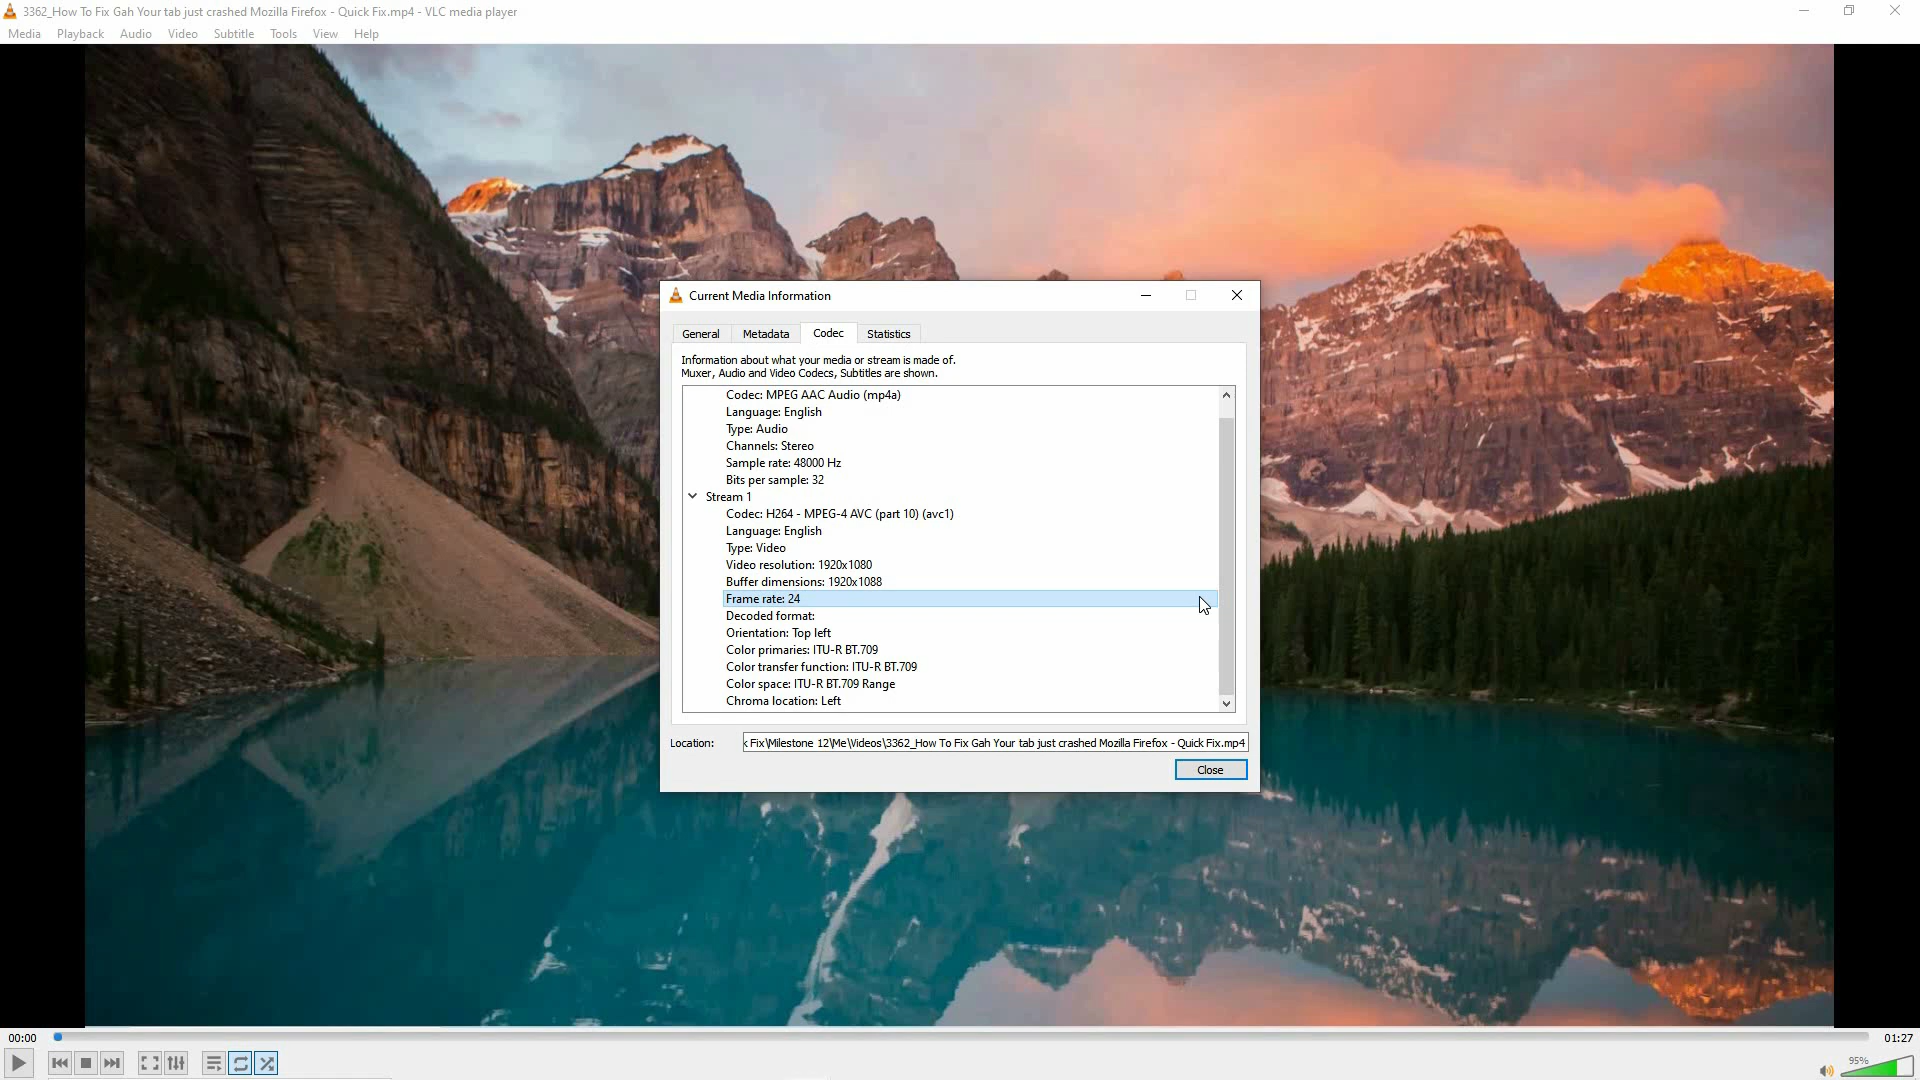 3362_How To Fix Gah Your tab just crashed Mozilla Firefox - Quick Fix.mp4 - VLC media player
Media Playback Audio Video Subtitle Tools View Help
Current Media Information
General Metadata Codec Statistics
Information about what your media or stream is made of.
Muxer, Audio and Video Codecs, Subtitles are shown.
Codec: MPEG AAC Audio (mp4a)
Language: English
Type: Audio
Channels: Stereo
Sample rate: 48000 Hz
Bits per sample: 32
Stream 1
Codec: H264 - MPEG-4 AVC (part 10) (avc1)
Language: English
Type: Video
Video resolution: 1920x1080
Buffer dimensions: 1920x1088
Frame rate: 24
Decoded format:
Orientation: Top left
Color primaries: ITU-R BT.709
Color transfer function: ITU-R BT.709
Color space: ITU-R BT.709 Range
Chroma location: Left
Location: Fix\Milestone 12\Me\Videos\3362_How To Fix Gah Your tab just crashed Mozilla Firefox - Quick Fix.mp4
Close
00:00 01:27
95%